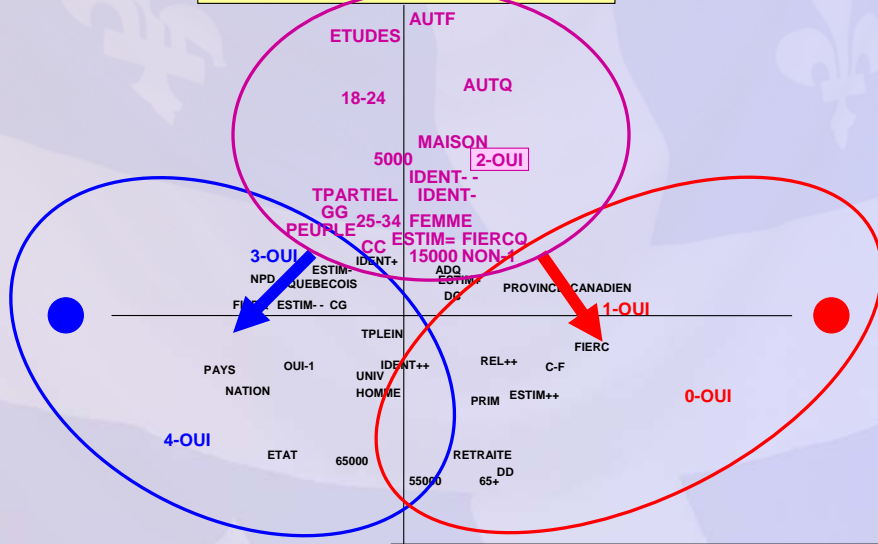 AUTF
ETUDES
AUTQ
18-24
MAISON
5000 2-OUI
IDENT- -
TPARTIEL IDENT-
GG
25-34 FEMME
PEUPLE
ESTIM= FIERCQ
CC
15000 NON-1
3-OUI
IDENT+
ESTIM-
ADQ
NPD
QUEBECOIS
ESTIM+
PROVINCE CANADIEN
DG
ESTIM- - CG
1-OUI
TPLEIN
FIERC
PAYS
OUI-1
IDENT++
REL++
C-F
UNIV
NATION
HOMME
PRIM
ESTIM++
0-OUI
4-OUI
ETAT
65000
RETRAITE
DD
55000
65+